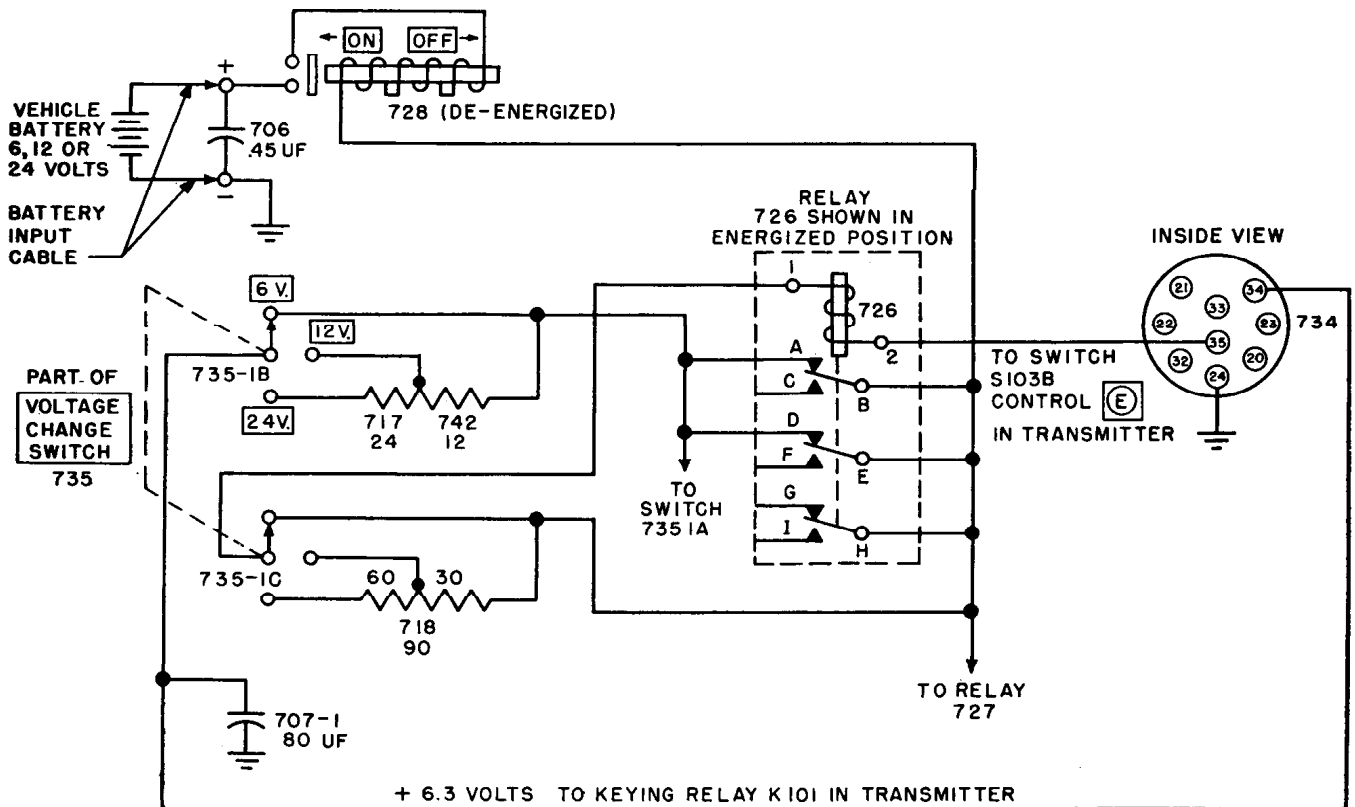 ON OFF
728 (DE-ENERGIZED)
+
VEHICLE
BATTERY
6, 12 OR
24 VOLTS
706
.45 UF
−
BATTERY
INPUT
CABLE
RELAY
726 SHOWN IN
ENERGIZED POSITION
1
726
2
A
C
B
D
F
E
G
I
H
INSIDE VIEW
21
34
33
22
23
35
32
20
24
734
TO SWITCH
S103B
CONTROL E
IN TRANSMITTER
6 V.
12 V.
735-1B
24 V.
717
24
742
12
PART OF
VOLTAGE
CHANGE
SWITCH
735
TO
SWITCH
735 1A
735-1C
60 30
718
90
TO RELAY
727
707-1
80 UF
+ 6.3 VOLTS TO KEYING RELAY K101 IN TRANSMITTER